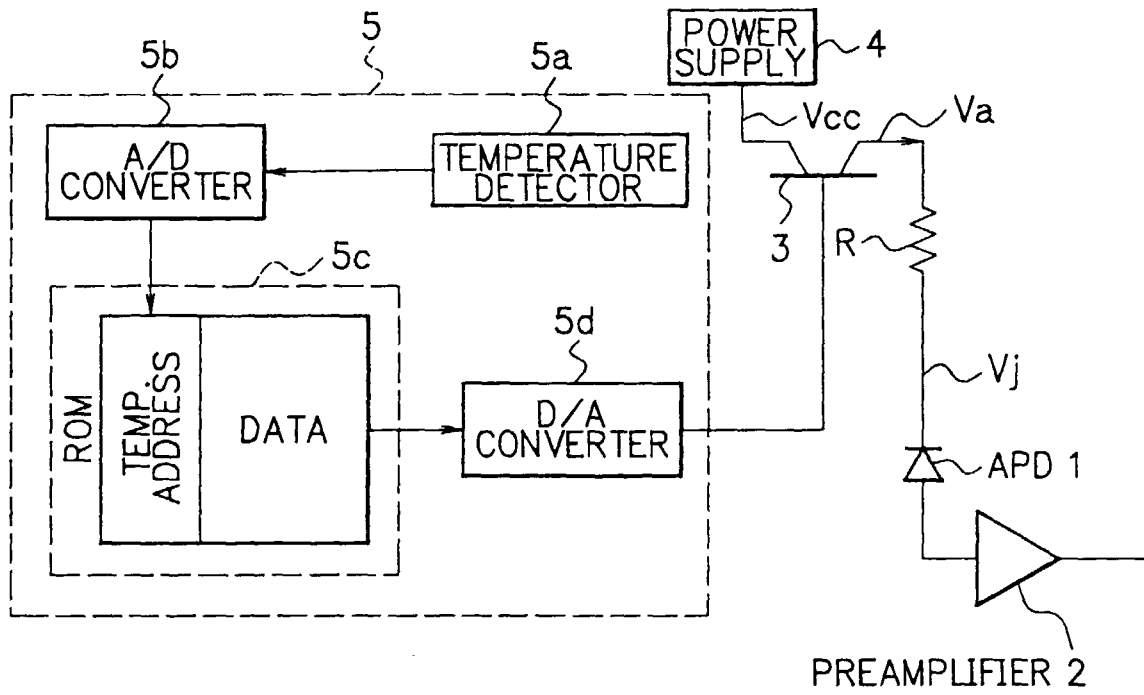 5
POWER
SUPPLY
4
5b
5a
Vcc
Va
A/D
CONVERTER
TEMPERATURE
DETECTOR
3
R
5c
5d
Vj
ROM
TEMP.
ADDRESS
DATA
D/A
CONVERTER
APD 1
PREAMPLIFIER 2